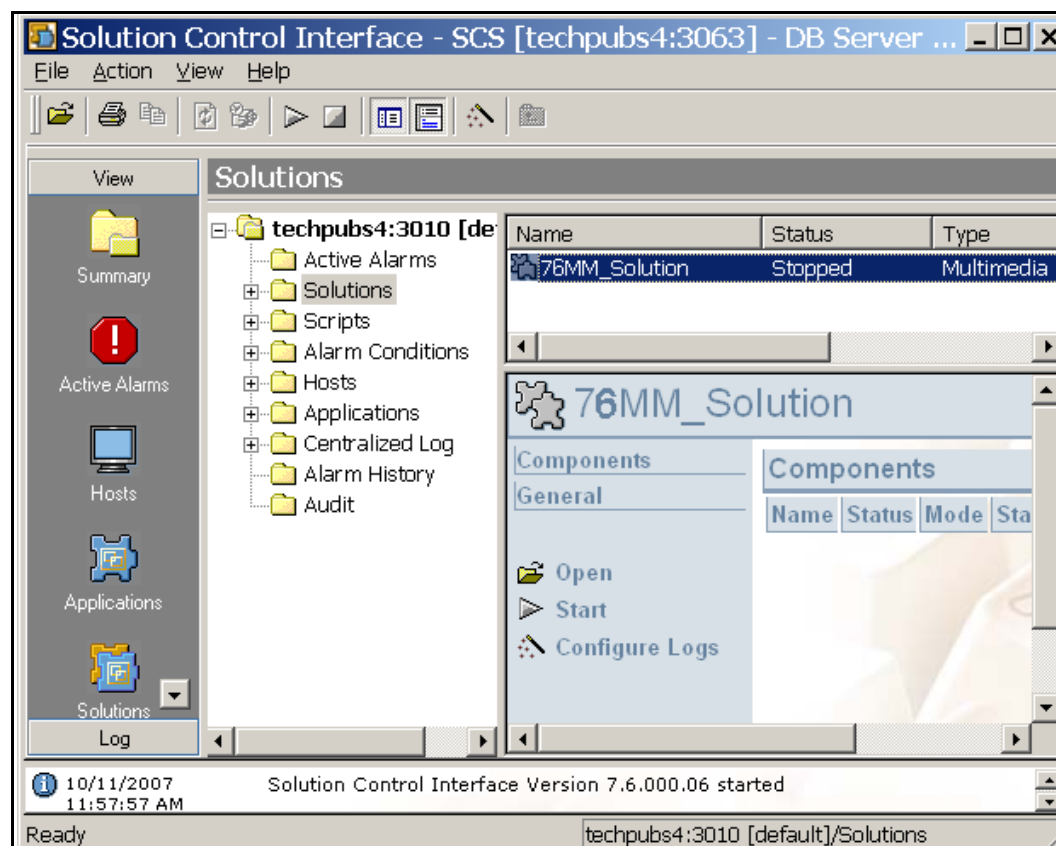 Solution Control Interface - SCS [techpubs4:3063] - DB Server ...
File Action View Help
View
Summary
Active Alarms
Hosts
Applications
Solutions
Log
Solutions
techpubs4:3010 [de
Active Alarms
Solutions
Scripts
Alarm Conditions
Hosts
Applications
Centralized Log
Alarm History
Audit
Name Status Type
76MM_Solution Stopped Multimedia
76MM_Solution
Components
General
Open
Start
Configure Logs
Components
Name Status Mode Sta
10/11/2007
11:57:57 AM
Solution Control Interface Version 7.6.000.06 started
Ready
techpubs4:3010 [default]/Solutions